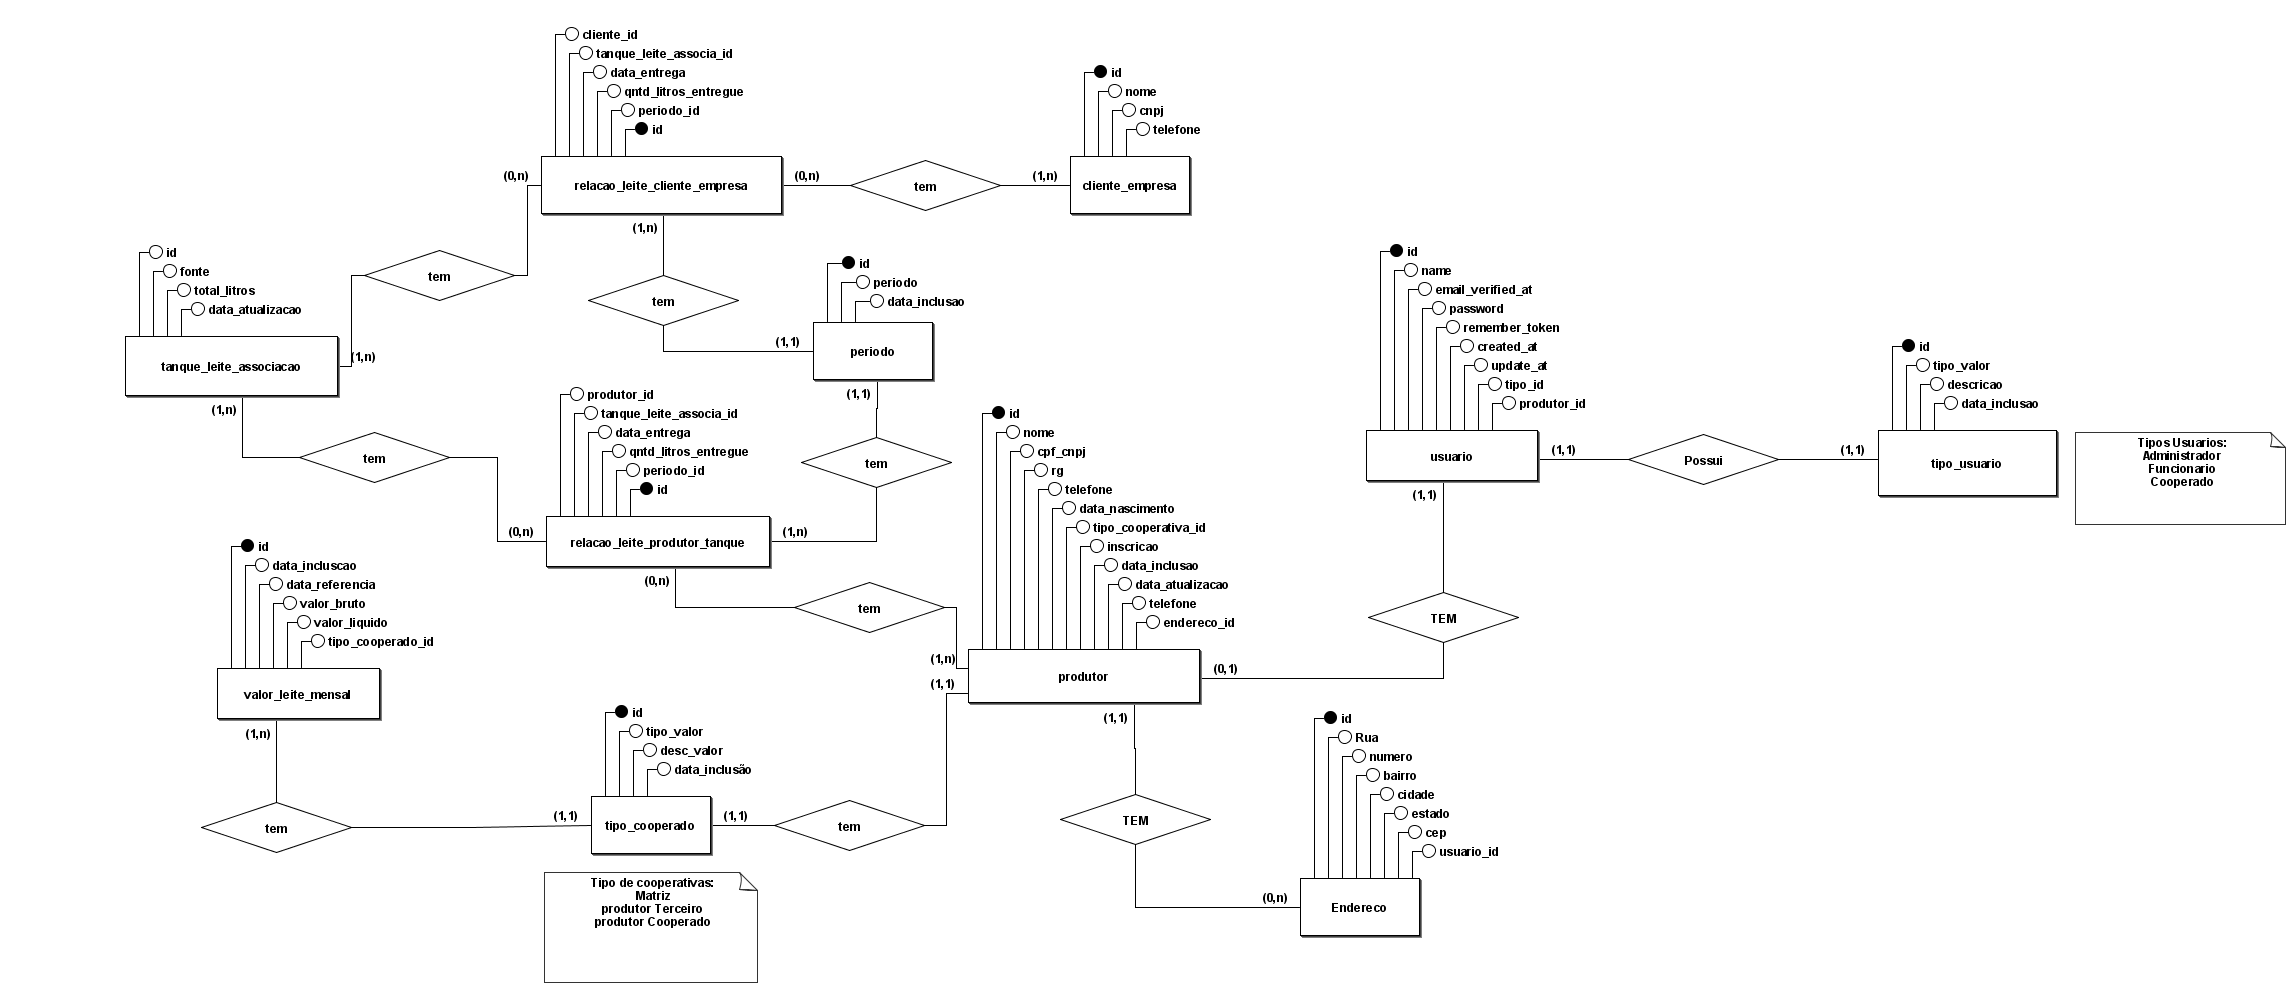 cliente_id
tanque_leite_associa_id
data_entrega
qntd_litros_entregue
periodo_id
id
relacao_leite_cliente_empresa
(0,n)
(0,n)
(1,n)
tem
(1,n)
id
nome
cnpj
telefone
cliente_empresa
id
fonte
total_litros
data_atualizacao
tanque_leite_associacao
(1,n)
(1,n)
tem
tem
(1,1)
id
periodo
data_inclusao
periodo
(1,1)
tem
tem
produtor_id
tanque_leite_associa_id
data_entrega
qntd_litros_entregue
periodo_id
id
relacao_leite_produtor_tanque
(0,n)
(1,n)
(0,n)
tem
(1,n)
(1,1)
id
nome
cpf_cnpj
rg
telefone
data_nascimento
tipo_cooperativa_id
inscricao
data_inclusao
data_atualizacao
telefone
endereco_id
produtor
(0,1)
(1,1)
id
name
email_verified_at
password
remember_token
created_at
update_at
tipo_id
produtor_id
usuario
(1,1)
(1,1)
Possui
(1,1)
id
tipo_valor
descricao
data_inclusao
tipo_usuario
Tipos Usuarios:
Administrador
Funcionario
Cooperado
TEM
id
data_incluscao
data_referencia
valor_bruto
valor_liquido
tipo_cooperado_id
valor_leite_mensal
(1,n)
tem
(1,1)
id
tipo_valor
desc_valor
data_inclusão
tipo_cooperado
(1,1)
tem
Tipo de cooperativas:
Matriz
produtor Terceiro
produtor Cooperado
TEM
(0,n)
id
Rua
numero
bairro
cidade
estado
cep
usuario_id
Endereco